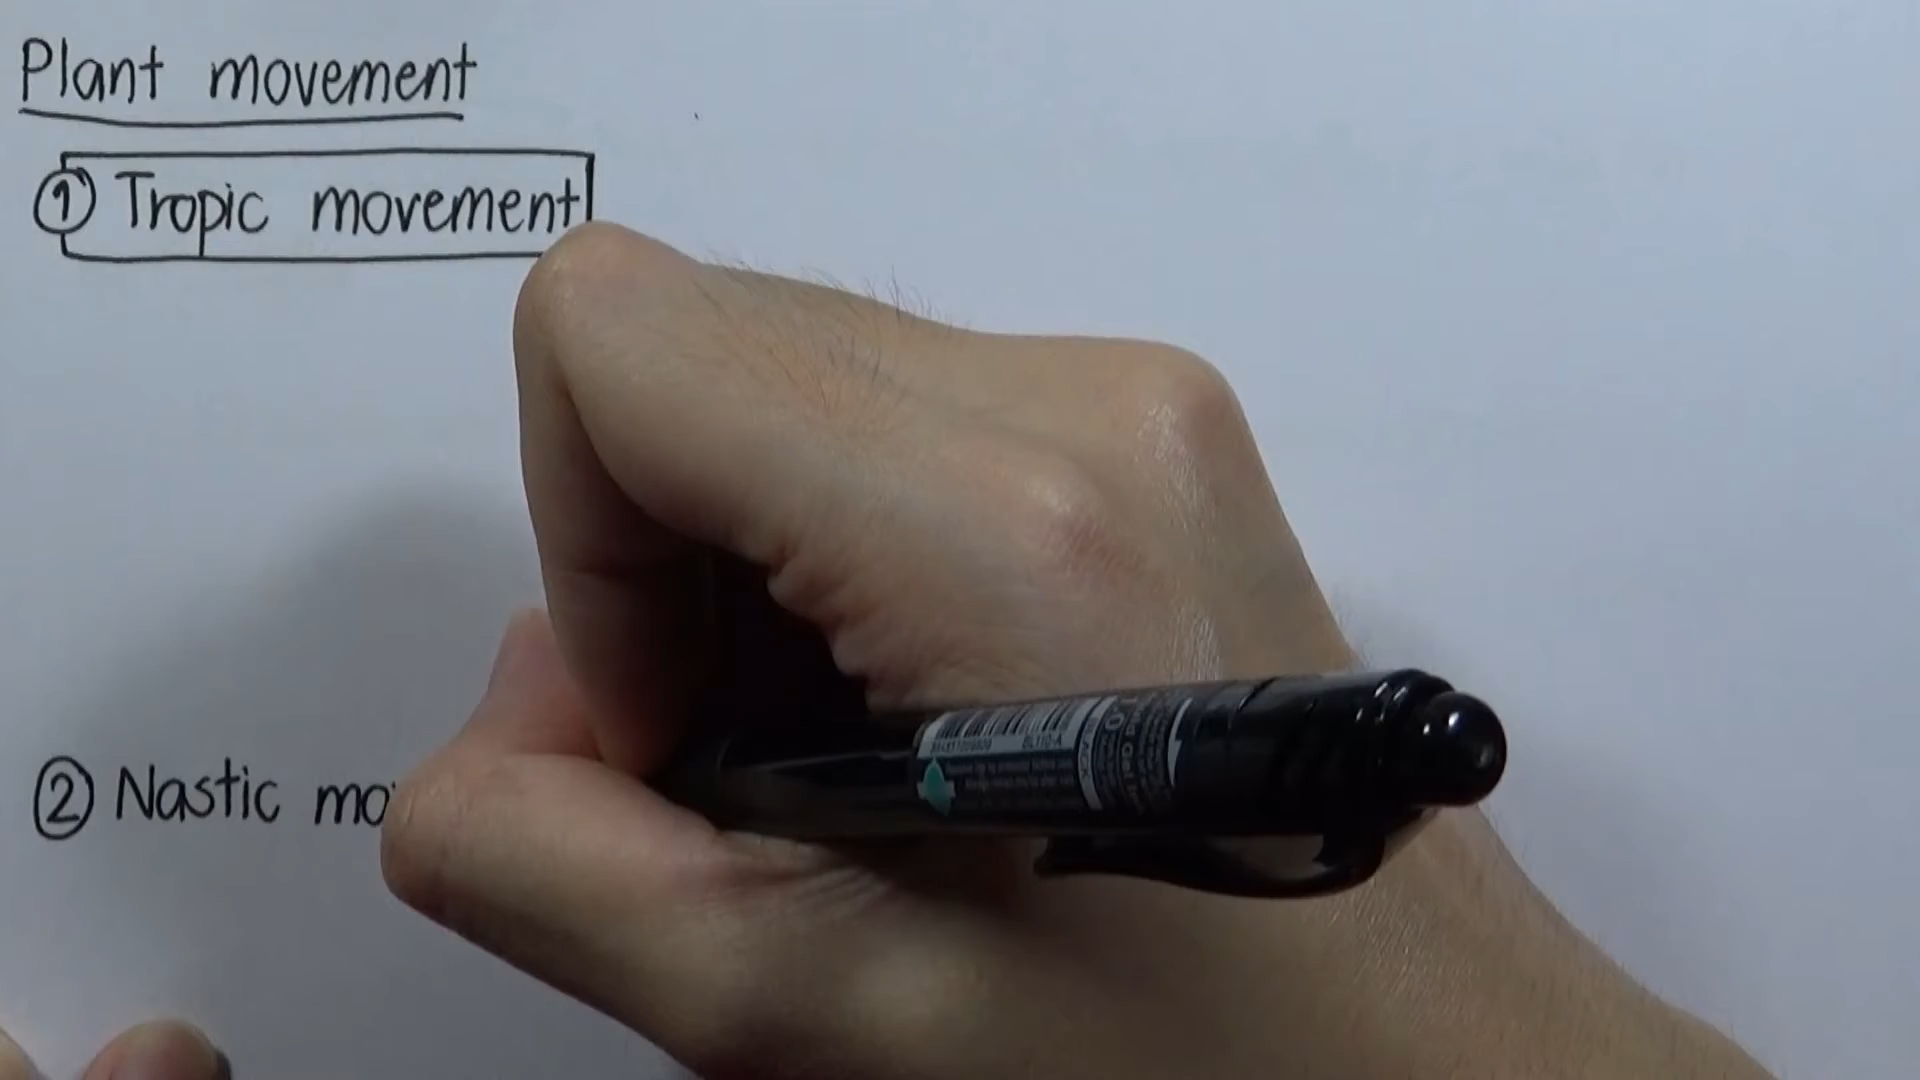 Plant movement
① Tropic movement
② Nastic mo